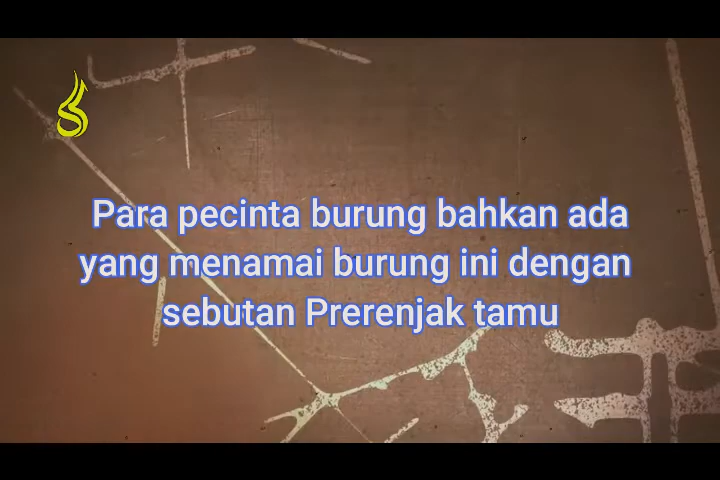 Para pecinta burung bahkan ada
yang menamai burung ini dengan
sebutan Prerenjak tamu